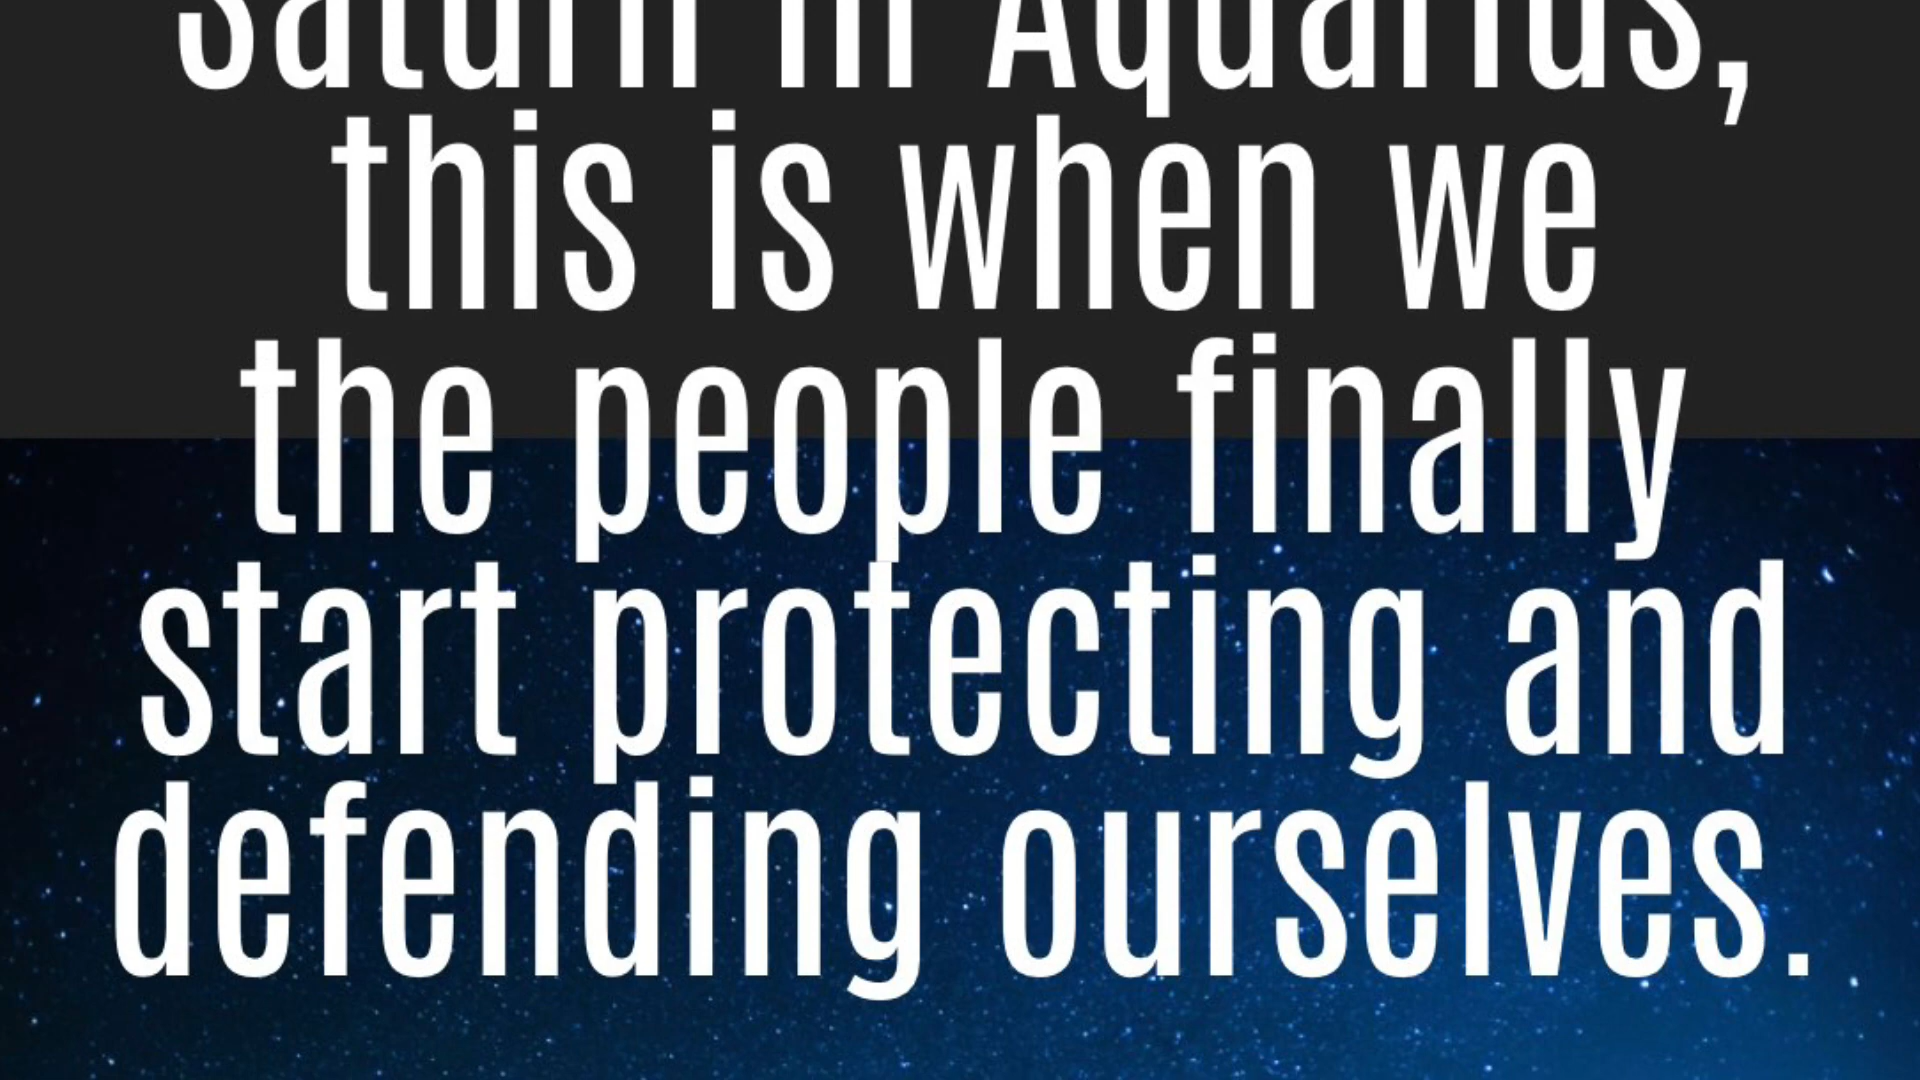 Saturn in Aquarius,
this is when we
the people finally
start protecting and
defending ourselves.